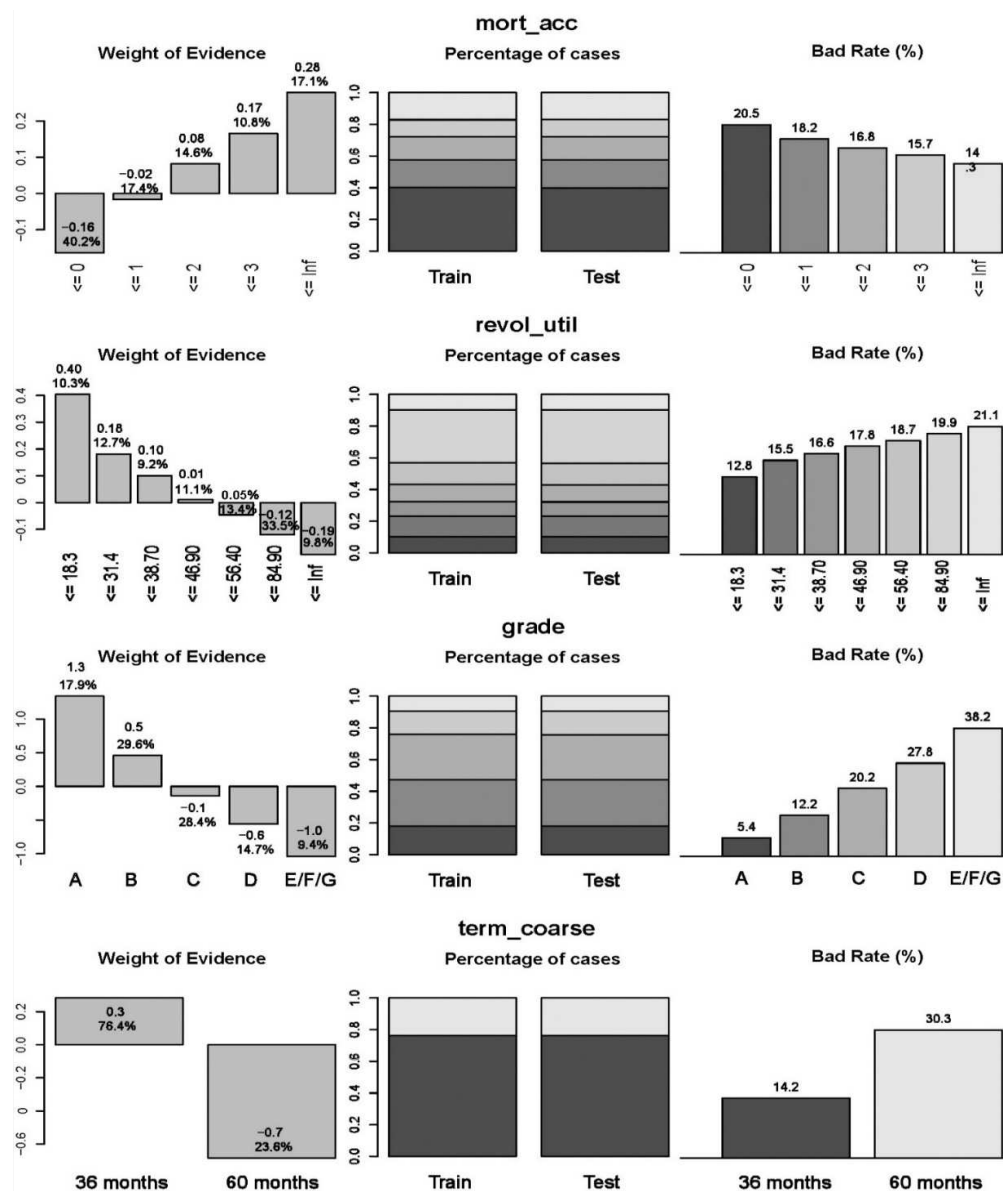 mort_acc
Weight of Evidence
Percentage of cases
Bad Rate (%)
0.2
0.1
0.0
−0.1
−0.16
40.2%
−0.02
17.4%
0.08
14.6%
0.17
10.8%
0.28
17.1%
<= 0
<= 1
<= 2
<= 3
<= Inf
1.0
0.8
0.6
0.4
0.2
0.0
Train
Test
20.5
18.2
16.8
15.7
14
.3
<= 0
<= 1
<= 2
<= 3
<= Inf
revol_util
Weight of Evidence
Percentage of cases
Bad Rate (%)
0.4
0.3
0.2
0.1
0
−0.1
0.40
10.3%
0.18
12.7%
0.10
9.2%
0.01
11.1%
0.05%
13.4%
−0.12
33.5%
−0.19
9.8%
<= 18.3
<= 31.4
<= 38.70
<= 46.90
<= 56.40
<= 84.90
<= Inf
1.0
0.8
0.6
0.4
0.2
0.0
Train
Test
12.8
15.5
16.6
17.8
18.7
19.9
21.1
<= 18.3
<= 31.4
<= 38.70
<= 46.90
<= 56.40
<= 84.90
<= Inf
grade
Weight of Evidence
Percentage of cases
Bad Rate (%)
1.0
0.5
0.0
−1.0
1.3
17.9%
0.5
29.6%
−0.1
28.4%
−0.6
14.7%
−1.0
9.4%
A
B
C
D
E/F/G
1.0
0.8
0.6
0.4
0.2
0.0
Train
Test
5.4
12.2
20.2
27.8
38.2
A
B
C
D
E/F/G
term_coarse
Weight of Evidence
Percentage of cases
Bad Rate (%)
0.2
0.0
−0.2
0
−0.6
0.3
76.4%
−0.7
23.6%
36 months
60 months
1.0
0.8
0.6
0.4
0.2
0.0
Train
Test
14.2
30.3
36 months
60 months